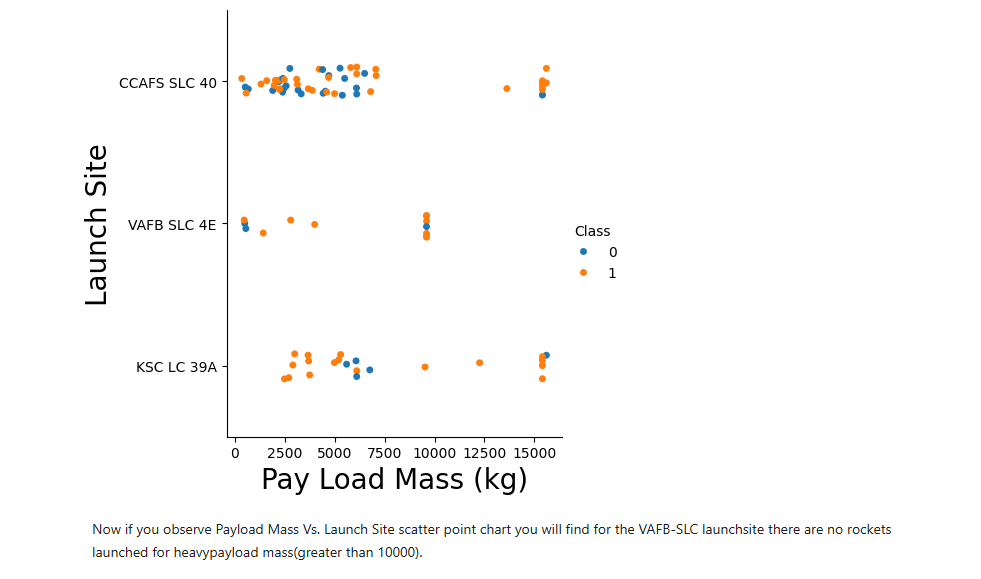 CCAFS SLC 40
VAFB SLC 4E
KSC LC 39A
Launch Site
0 2500 5000 7500 10000 12500 15000
Pay Load Mass (kg)
Class
0
1
Now if you observe Payload Mass Vs. Launch Site scatter point chart you will find for the VAFB-SLC launchsite there are no rockets
launched for heavypayload mass(greater than 10000).